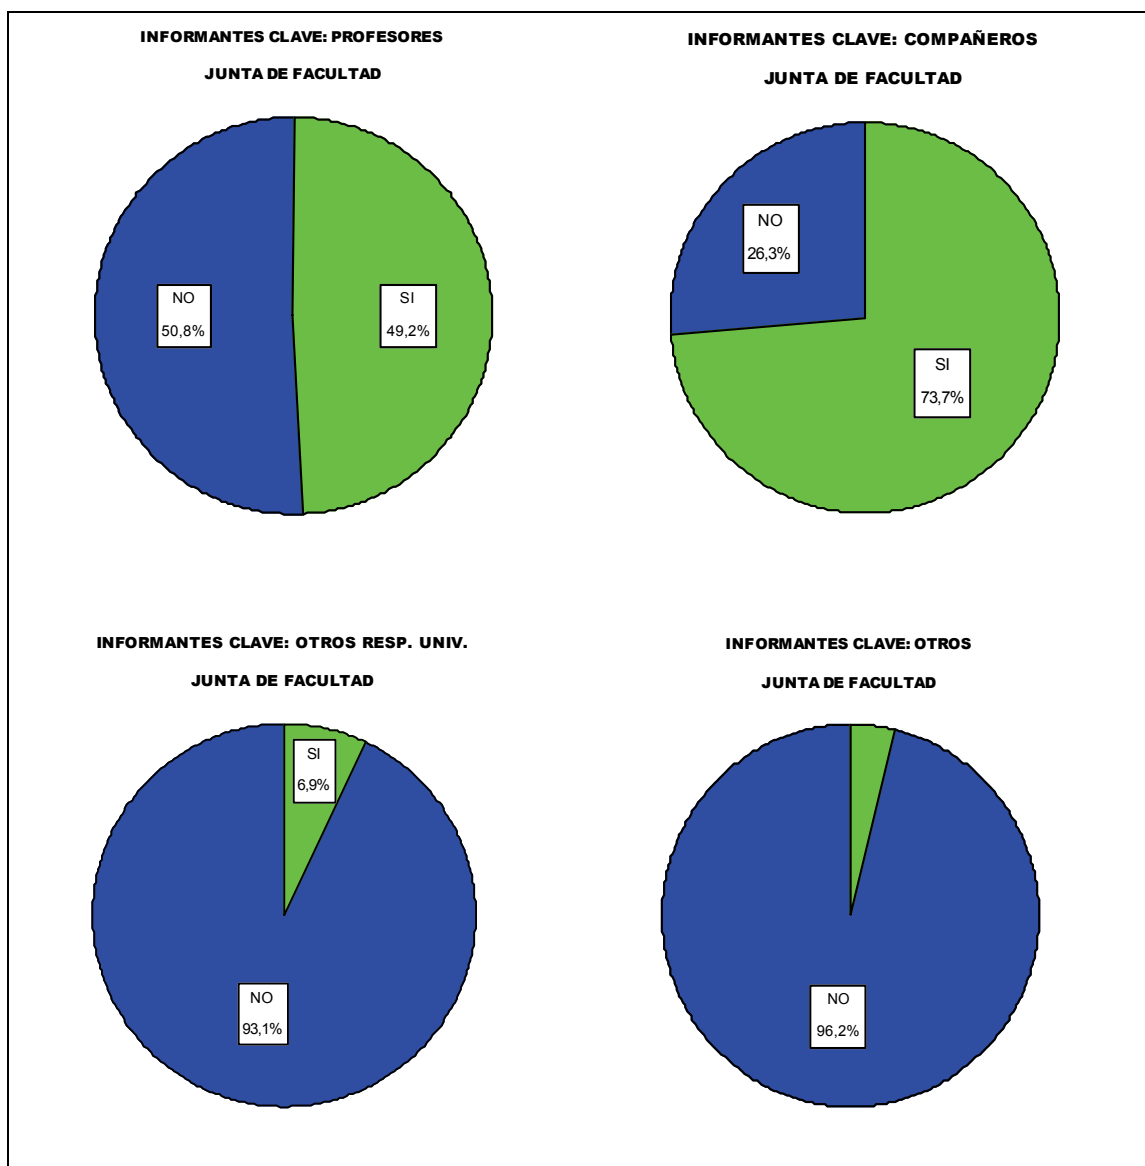 INFORMANTES CLAVE: PROFESORES
JUNTA DE FACULTAD
NO
50,8%
SI
49,2%
INFORMANTES CLAVE: COMPAÑEROS
JUNTA DE FACULTAD
NO
26,3%
SI
73,7%
INFORMANTES CLAVE: OTROS RESP. UNIV.
JUNTA DE FACULTAD
SI
6,9%
NO
93,1%
INFORMANTES CLAVE: OTROS
JUNTA DE FACULTAD
NO
96,2%